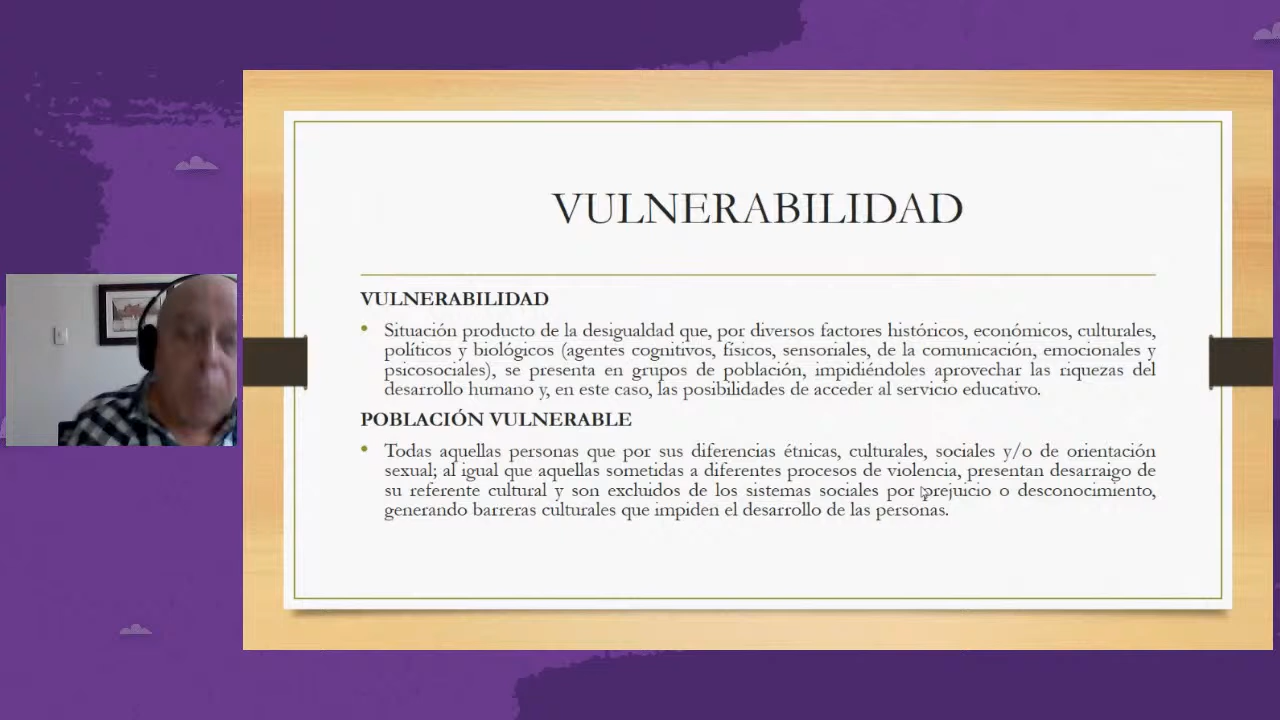 VULNERABILIDAD
VULNERABILIDAD
• Situación producto de la desigualdad que, por diversos factores históricos, económicos, culturales,
políticos y biológicos (agentes cognitivos, físicos, sensoriales, de la comunicación, emocionales y
psicosociales), se presenta en grupos de población, impidiéndoles aprovechar las riquezas del
desarrollo humano y, en este caso, las posibilidades de acceder al servicio educativo.
POBLACIÓN VULNERABLE
• Todas aquellas personas que por sus diferencias étnicas, culturales, sociales y/o de orientación
sexual; al igual que aquellas sometidas a diferentes procesos de violencia, presentan desarraigo de
su referente cultural y son excluidos de los sistemas sociales por prejuicio o desconocimiento,
generando barreras culturales que impiden el desarrollo de las personas.